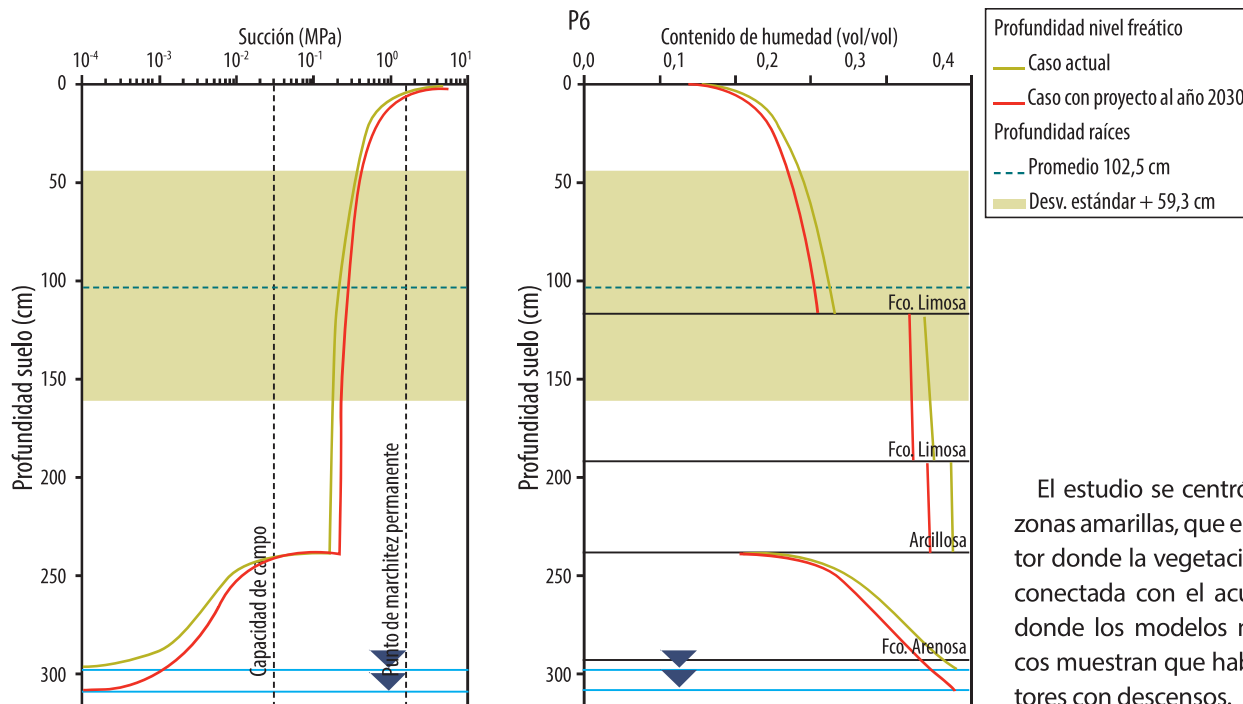 P6
Succión (MPa)
10-4 10-3 10-2 10-1 100 101
0
50
100
150
200
250
300
Profundidad suelo (cm)
Capacidad de campo
Punto de marchitez permanente
Contenido de humedad (vol/vol)
0,0 0,1 0,2 0,3 0,4
0
50
100
150
200
250
300
Profundidad suelo (cm)
Fco. Limosa
Fco. Limosa
Arcillosa
Fco. Arenosa
Profundidad nivel freático
Caso actual
Caso con proyecto al año 2030
Profundidad raíces
Promedio 102,5 cm
Desv. estándar + 59,3 cm
El estudio se centró
zonas amarillas, que e
tor donde la vegetaci
conectada con el acu
donde los modelos
cos muestran que hab
tores con descensos.